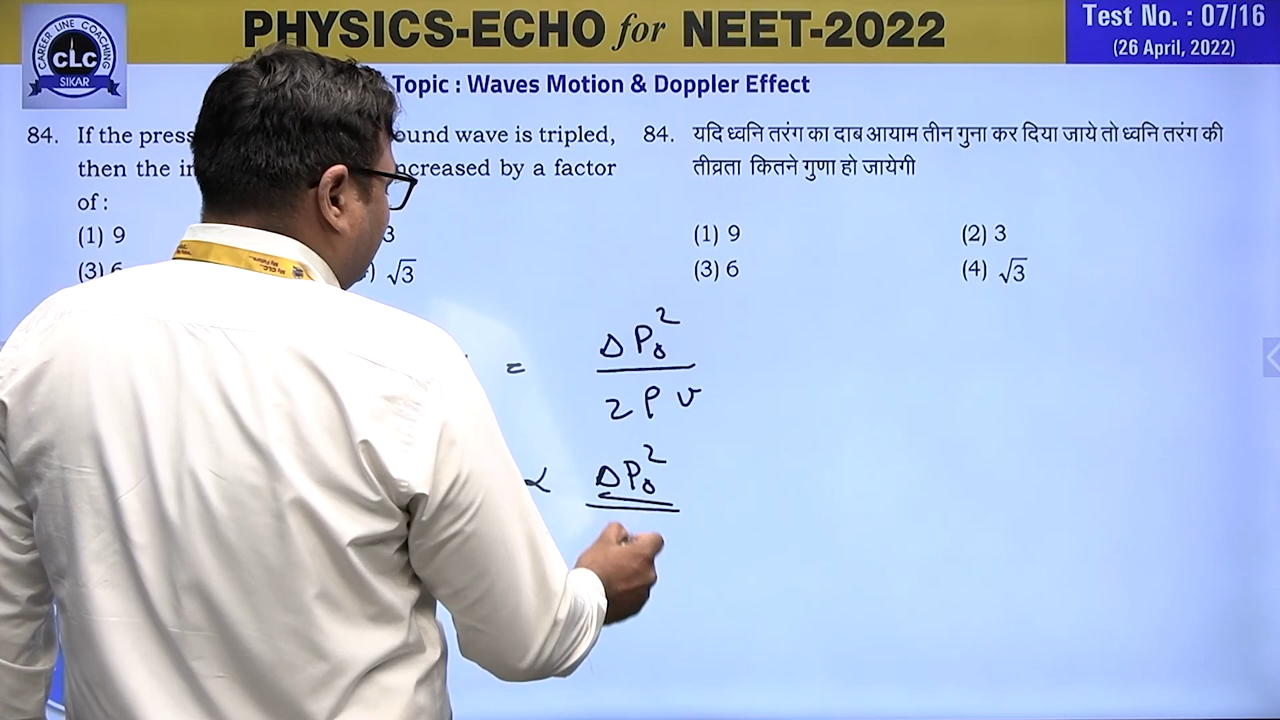 PHYSICS-ECHO for NEET-2022
Test No. : 07/16
(26 April, 2022)
CAREER LINE COACHING
CLC
SIKAR
Topic : Waves Motion & Doppler Effect
84. If the press ound wave is tripled,
then the in ncreased by a factor
of :
(1) 9 3
(3) 6 ) √3
84. यदि ध्वनि तरंग का दाब आयाम तीन गुना कर दिया जाये तो ध्वनि तरंग की
तीव्रता कितने गुणा हो जायेगी
(1) 9 (2) 3
(3) 6 (4) √3
= ΔP₀²
2ρv
∝ ΔP₀²